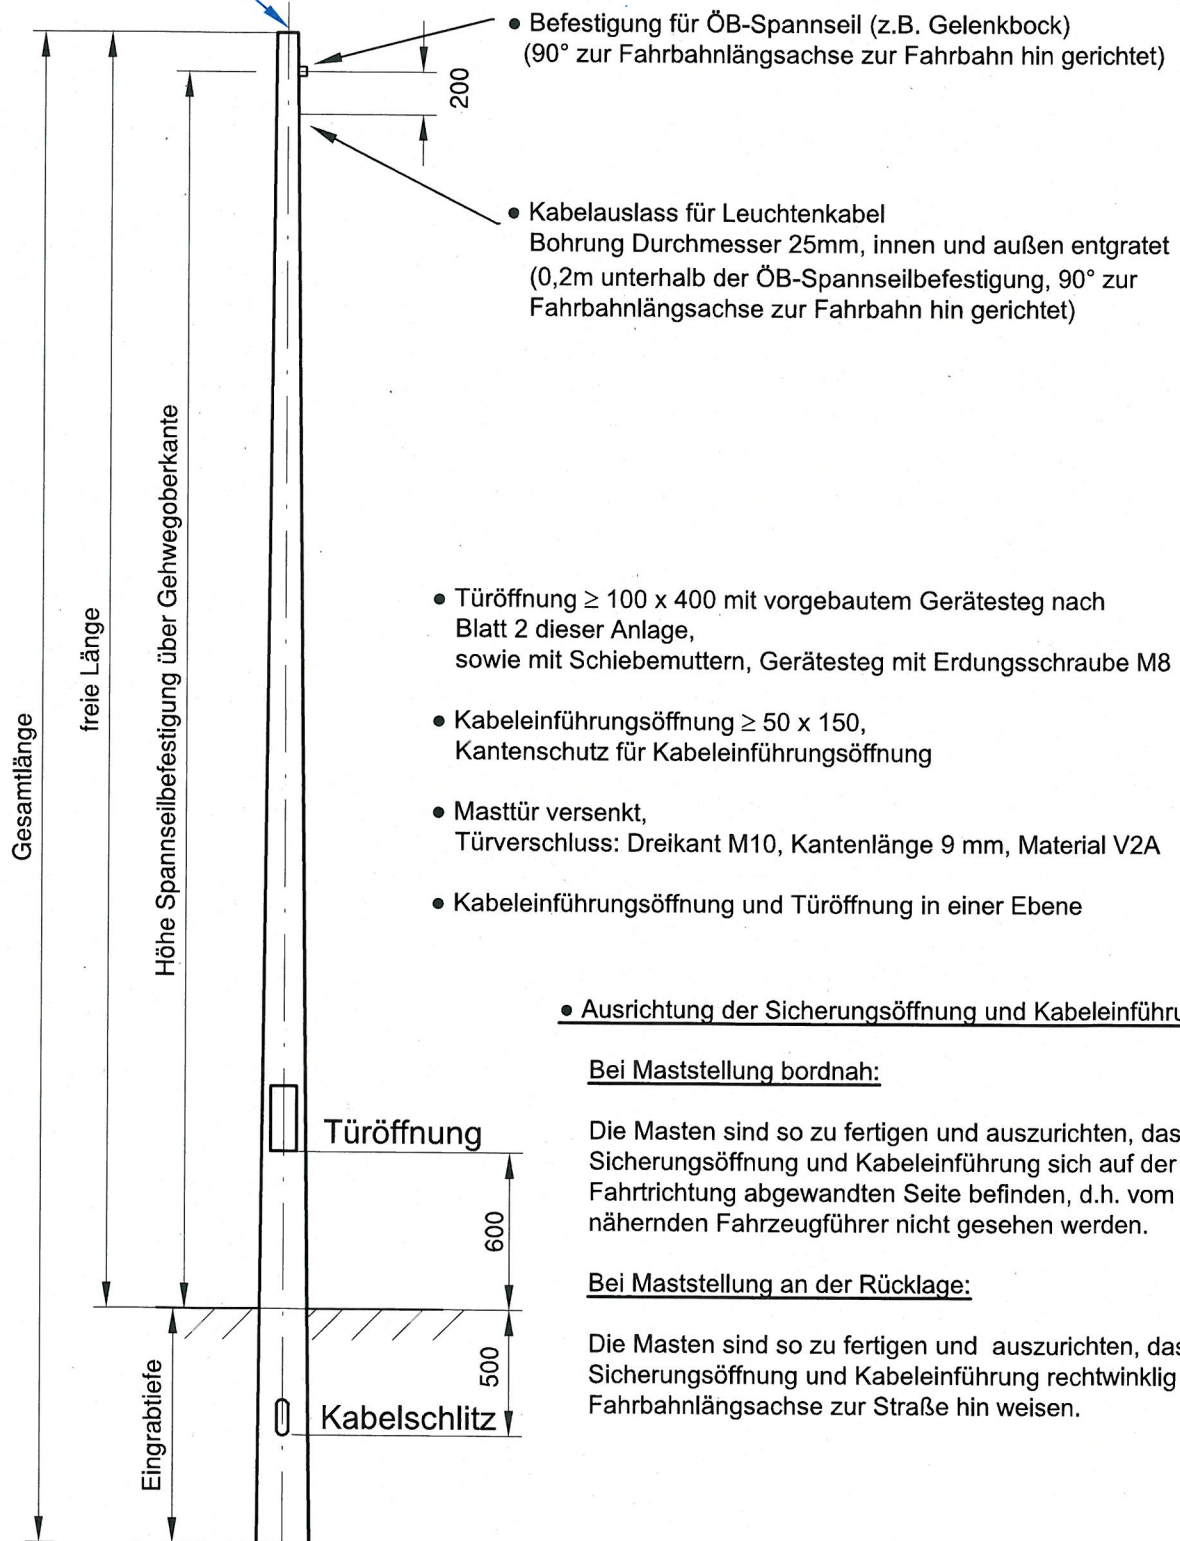 • Befestigung für ÖB-Spannseil (z.B. Gelenkbock)
(90° zur Fahrbahnlängsachse zur Fahrbahn hin gerichtet)
200
• Kabelauslass für Leuchtenkabel
Bohrung Durchmesser 25mm, innen und außen entgratet
(0,2m unterhalb der ÖB-Spannseilbefestigung, 90° zur
Fahrbahnlängsachse zur Fahrbahn hin gerichtet)
Gesamtlänge
freie Länge
Höhe Spannseilbefestigung über Gehwegoberkante
• Türöffnung ≥ 100 x 400 mit vorgebautem Gerätesteg nach
Blatt 2 dieser Anlage,
sowie mit Schiebemuttern, Gerätesteg mit Erdungsschraube M8
• Kabeleinführungsöffnung ≥ 50 x 150,
Kantenschutz für Kabeleinführungsöffnung
• Masttür versenkt,
Türverschluss: Dreikant M10, Kantenlänge 9 mm, Material V2A
• Kabeleinführungsöffnung und Türöffnung in einer Ebene
• Ausrichtung der Sicherungsöffnung und Kabeleinführu
Bei Maststellung bordnah:
Die Masten sind so zu fertigen und auszurichten, das
Sicherungsöffnung und Kabeleinführung sich auf der
Fahrtrichtung abgewandten Seite befinden, d.h. vom
nähernden Fahrzeugführer nicht gesehen werden.
Bei Maststellung an der Rücklage:
Die Masten sind so zu fertigen und auszurichten, das
Sicherungsöffnung und Kabeleinführung rechtwinklig
Fahrbahnlängsachse zur Straße hin weisen.
Türöffnung
600
500
Kabelschlitz
Eingrabtiefe